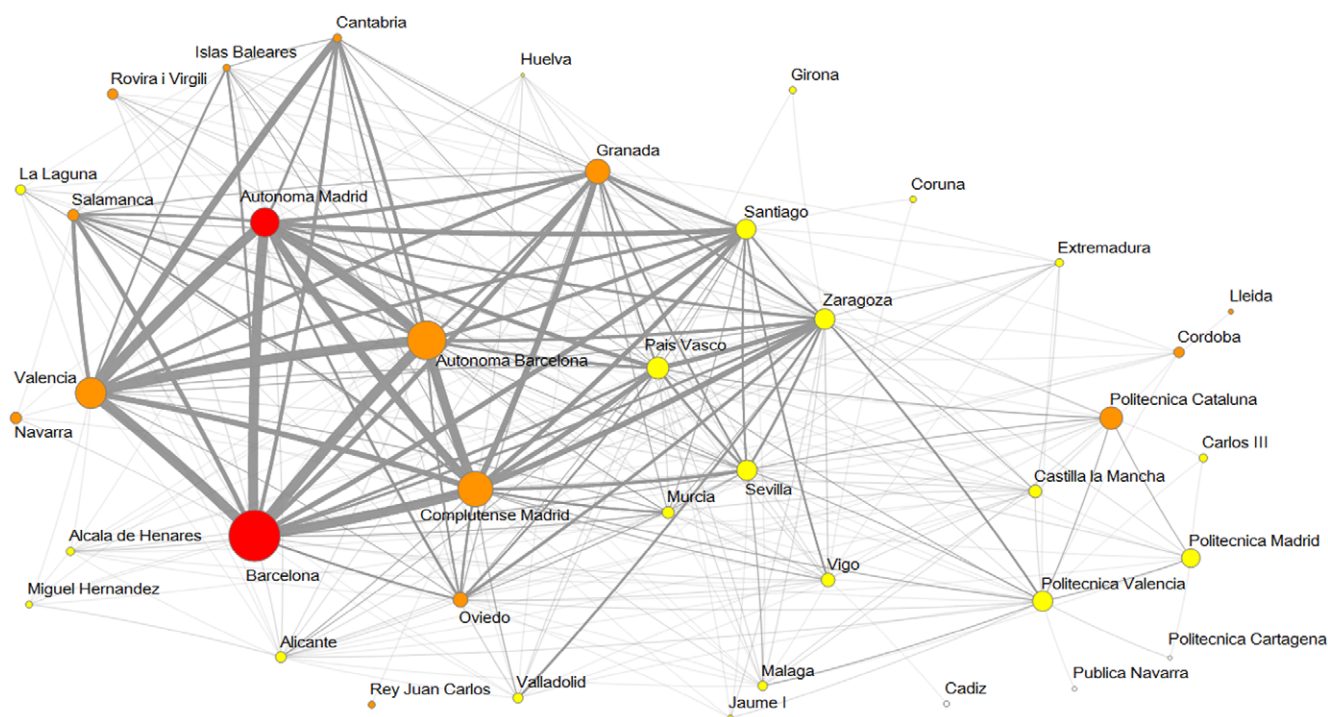 Cantabria
Islas Baleares
Huelva
Girona
Rovira i Virgili
Granada
La Laguna
Salamanca
Autonoma Madrid
Santiago
Coruna
Extremadura
Zaragoza
Lleida
Cordoba
Pais Vasco
Autonoma Barcelona
Valencia
Politecnica Cataluna
Navarra
Carlos III
Castilla la Mancha
Sevilla
Murcia
Complutense Madrid
Alcala de Henares
Politecnica Madrid
Barcelona
Vigo
Miguel Hernandez
Politecnica Valencia
Oviedo
Alicante
Politecnica Cartagena
Malaga
Publica Navarra
Valladolid
Rey Juan Carlos
Cadiz
Jaume I